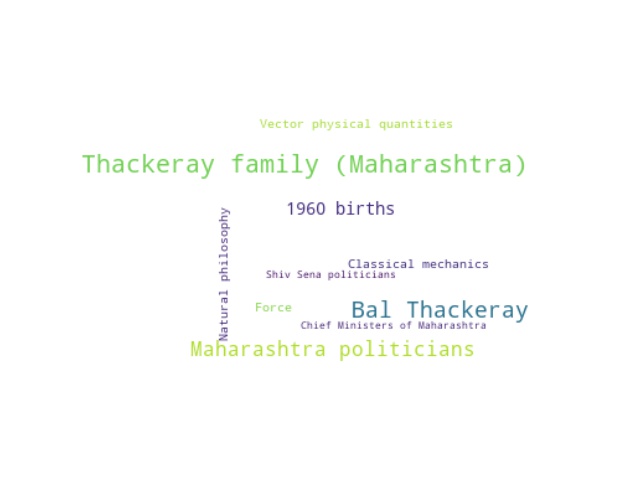 Vector physical quantities
Thackeray family (Maharashtra)
1960 births
Natural philosophy
Classical mechanics
Shiv Sena politicians
Force
Bal Thackeray
Chief Ministers of Maharashtra
Maharashtra politicians